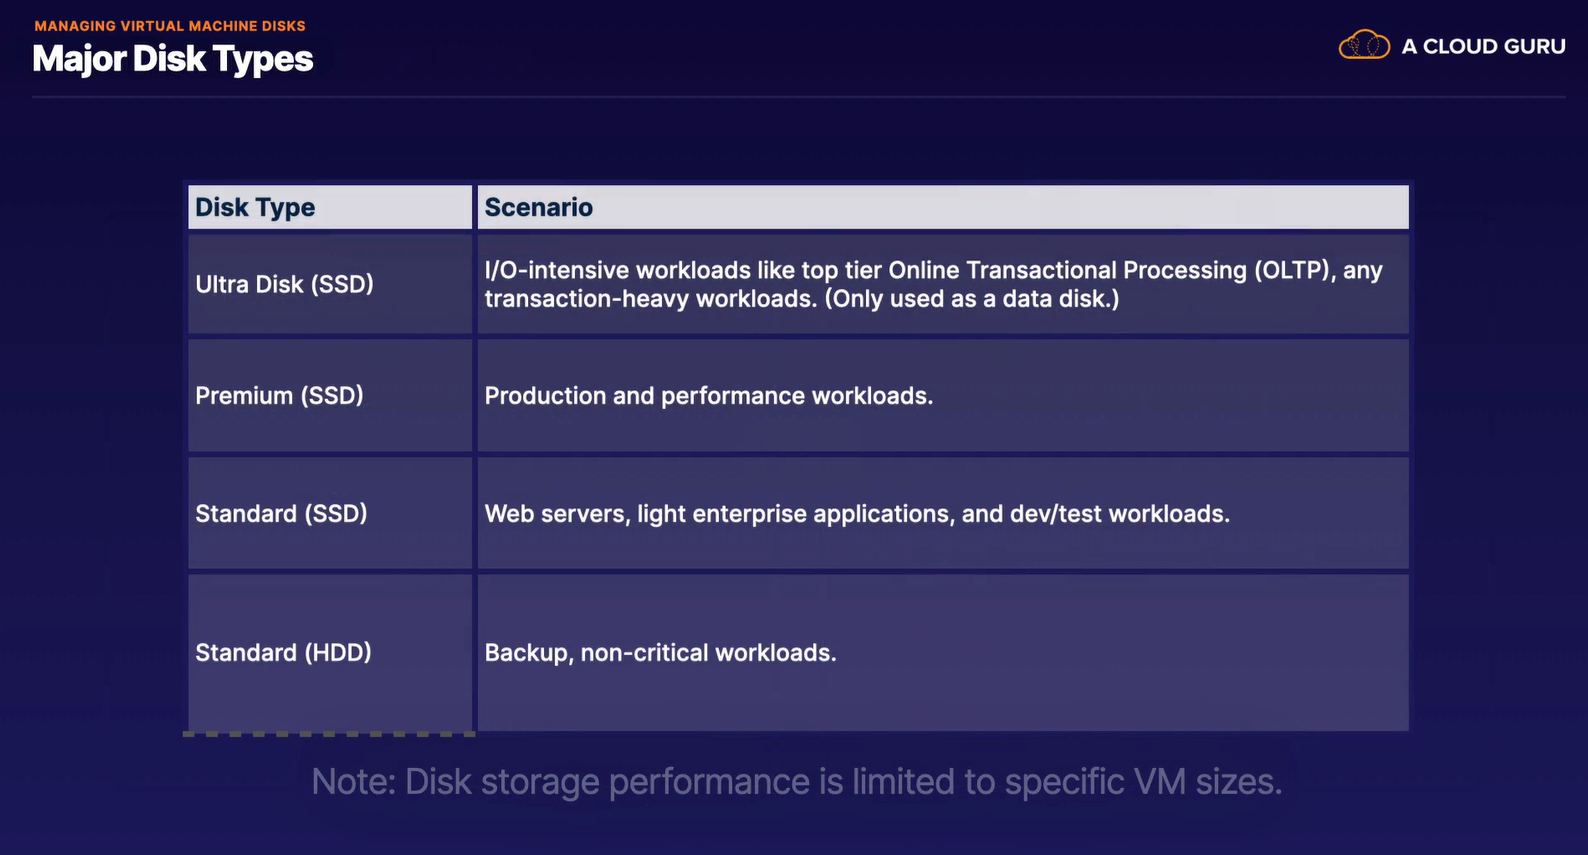 MANAGING VIRTUAL MACHINE DISKS
Major Disk Types
A CLOUD GURU
Disk Type
Scenario
Ultra Disk (SSD)
I/O-intensive workloads like top tier Online Transactional Processing (OLTP), any
transaction-heavy workloads. (Only used as a data disk.)
Premium (SSD)
Production and performance workloads.
Standard (SSD)
Web servers, light enterprise applications, and dev/test workloads.
Standard (HDD)
Backup, non-critical workloads.
Note: Disk storage performance is limited to specific VM sizes.